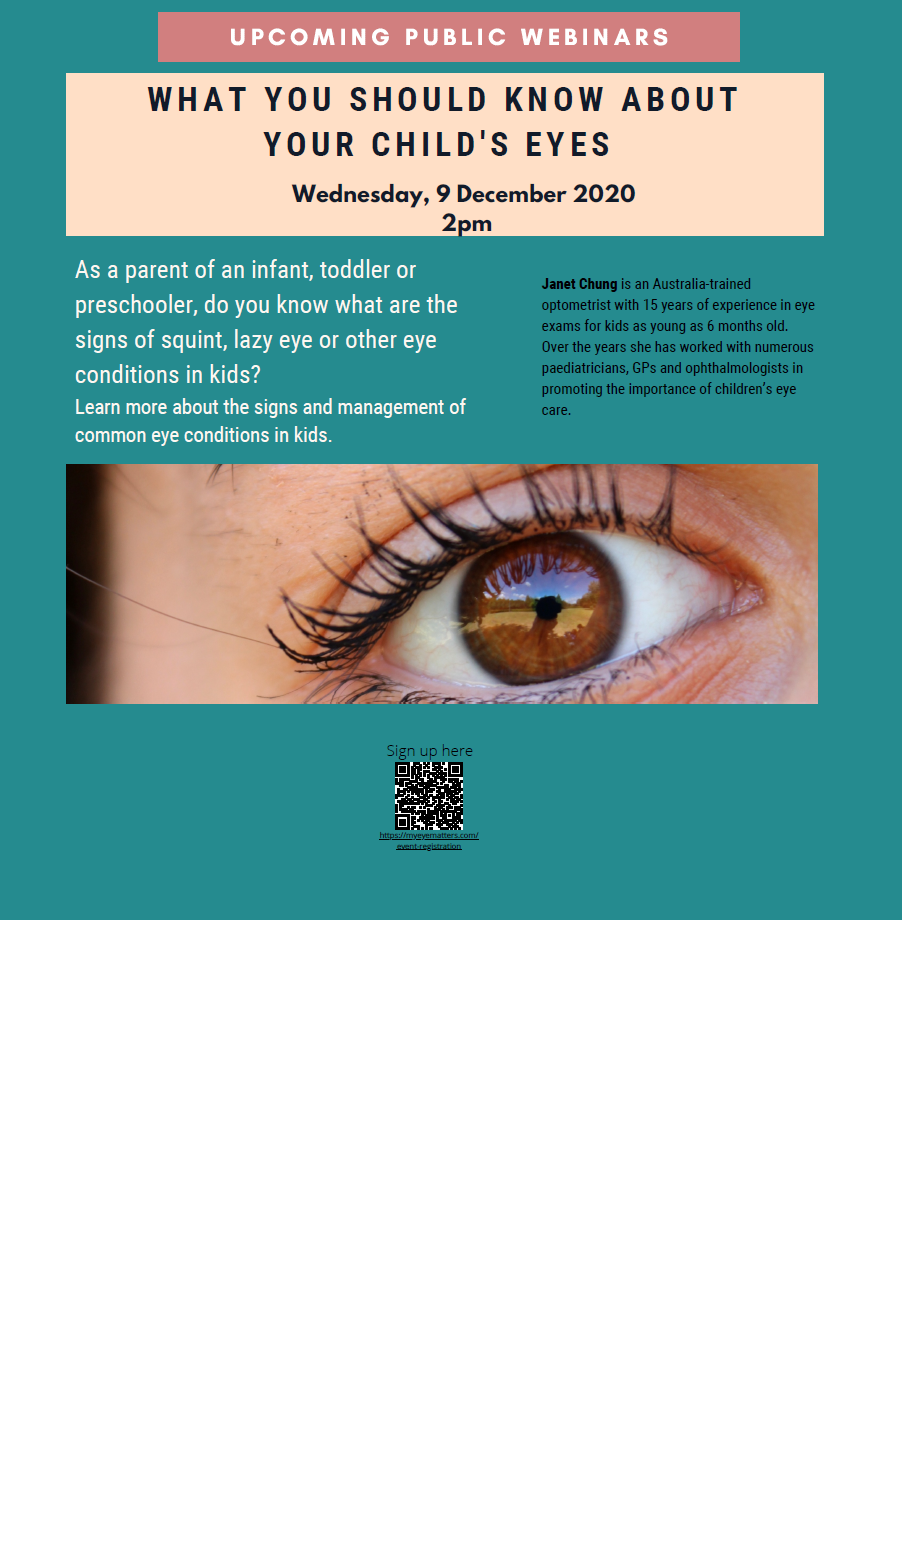 UPCOMING PUBLIC WEBINARS
WHAT YOU SHOULD KNOW ABOUT
YOUR CHILD'S EYES
Wednesday, 9 December 2020
2pm
As a parent of an infant, toddler or
preschooler, do you know what are the
signs of squint, lazy eye or other eye
conditions in kids?
Learn more about the signs and management of
common eye conditions in kids.
Janet Chung is an Australia-trained
optometrist with 15 years of experience in eye
exams for kids as young as 6 months old.
Over the years she has worked with numerous
paediatricians, GPs and ophthalmologists in
promoting the importance of children’s eye
care.
Sign up here
https://myeyematters.com/
event-registration